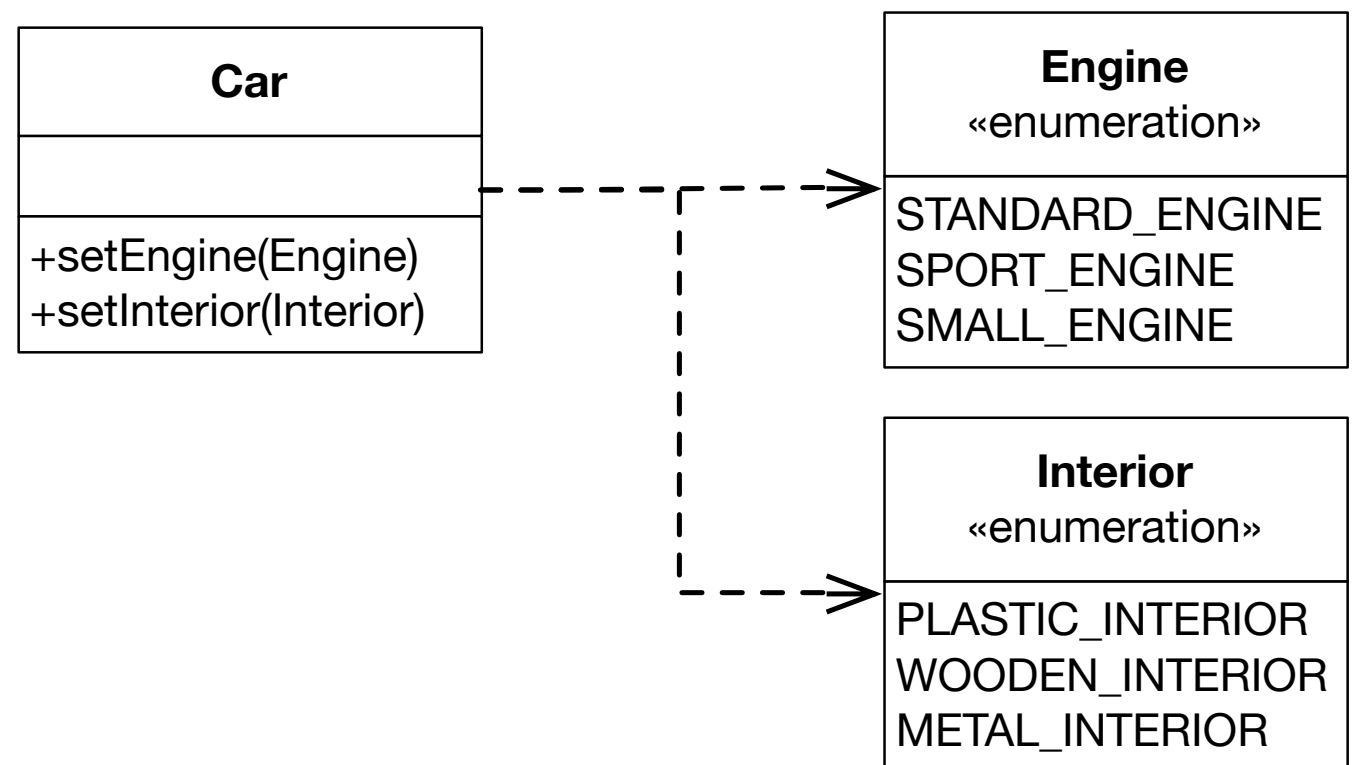 Car
+setEngine(Engine)
+setInterior(Interior)
Engine
«enumeration»
STANDARD_ENGINE
SPORT_ENGINE
SMALL_ENGINE
Interior
«enumeration»
PLASTIC_INTERIOR
WOODEN_INTERIOR
METAL_INTERIOR